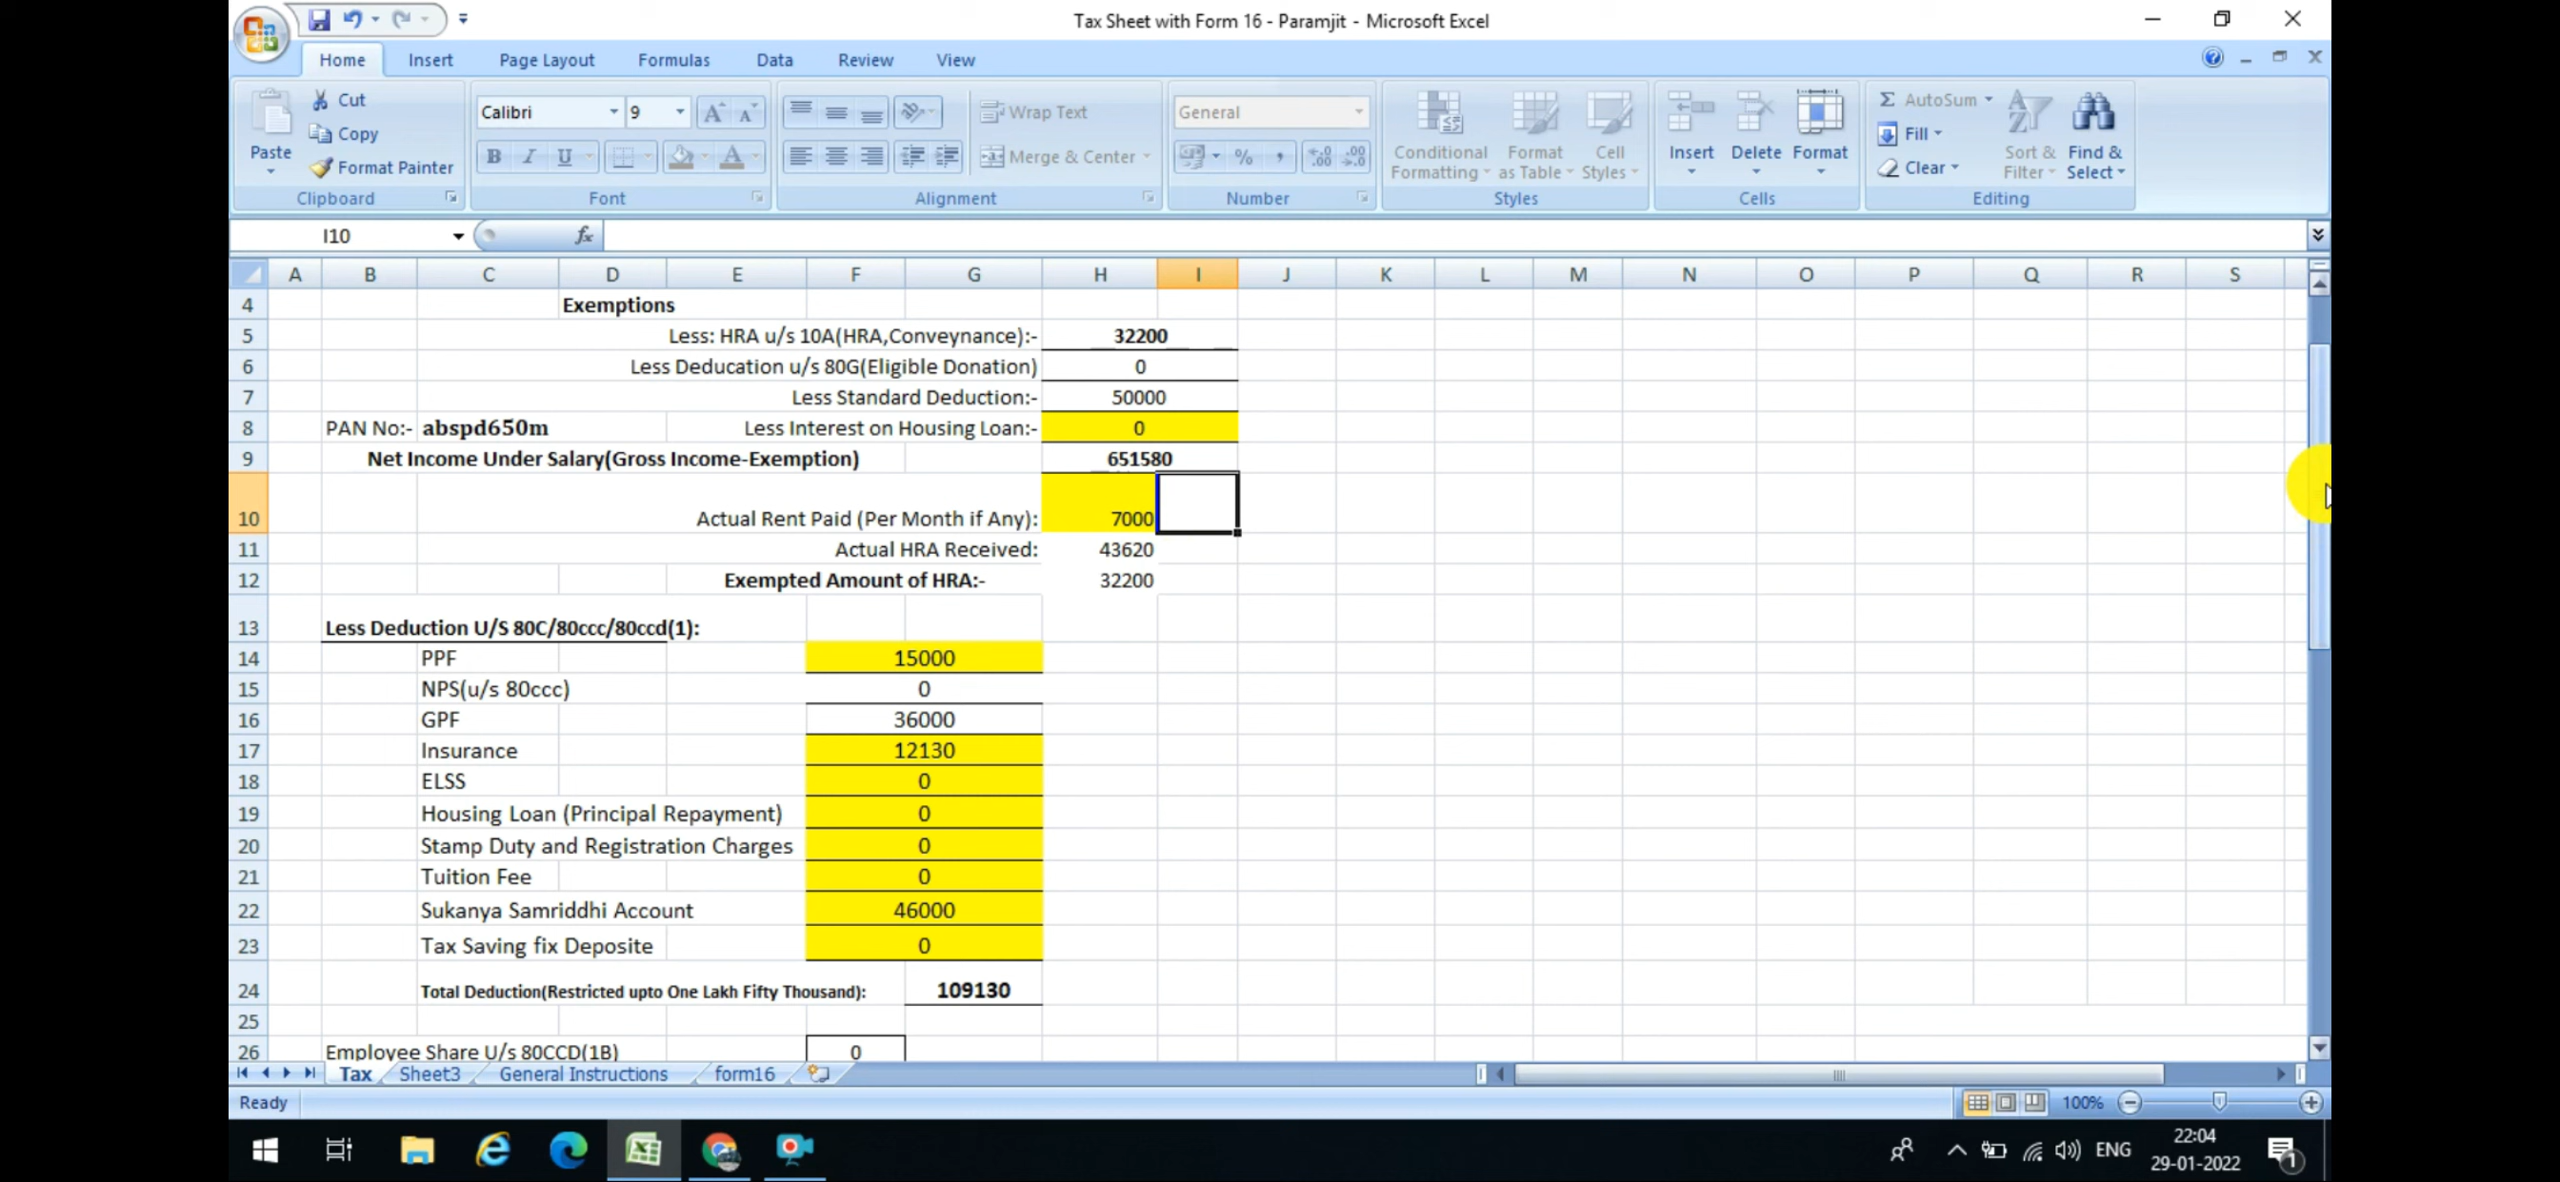 Tax Sheet with Form 16 - Paramjit - Microsoft Excel
Home Insert Page Layout Formulas Data Review View
Paste
Cut
Copy
Format Painter
Clipboard
Calibri 9
B I U
Font
Wrap Text
Merge & Center
Alignment
General
%
Number
Conditional Formatting
Format as Table
Cell Styles
Styles
Insert Delete Format
Cells
Σ AutoSum
Fill
Clear
Sort & Filter
Find & Select
Editing
I10 fx
A B C D E F G H I J K L M N O P Q R S
4 Exemptions
5 Less: HRA u/s 10A(HRA,Conveynance):- 32200
6 Less Deducation u/s 80G(Eligible Donation) 0
7 Less Standard Deduction:- 50000
8 PAN No:- abspd650m Less Interest on Housing Loan:- 0
9 Net Income Under Salary(Gross Income-Exemption) 651580
10 Actual Rent Paid (Per Month if Any): 7000
11 Actual HRA Received: 43620
12 Exempted Amount of HRA:- 32200
13 Less Deduction U/S 80C/80ccc/80ccd(1):
14 PPF 15000
15 NPS(u/s 80ccc) 0
16 GPF 36000
17 Insurance 12130
18 ELSS 0
19 Housing Loan (Principal Repayment) 0
20 Stamp Duty and Registration Charges 0
21 Tuition Fee 0
22 Sukanya Samriddhi Account 46000
23 Tax Saving fix Deposite 0
24 Total Deduction(Restricted upto One Lakh Fifty Thousand): 109130
25
26 Employee Share U/s 80CCD(1B) 0
Tax Sheet3 General Instructions form16
Ready 100%
ENG
22:04
29-01-2022
1